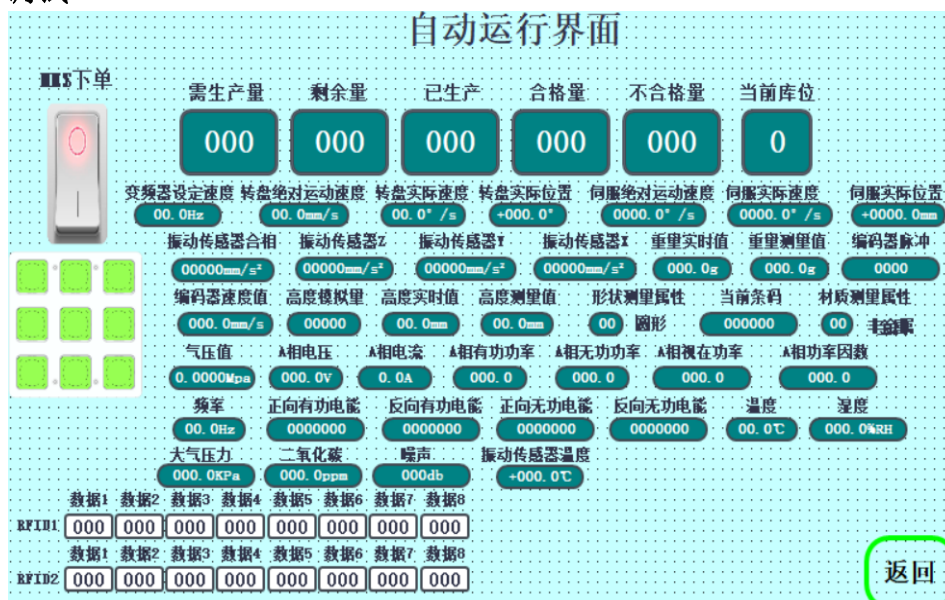 自动运行界面
MES下单
需生产量 剩余量 已生产 合格量 不合格量 当前库位
000 000 000 000 000 0
变频器设定速度 转盘绝对运动速度 转盘实际速度 转盘实际位置 伺服绝对运动速度 伺服实际速度 伺服实际位置
00.0Hz 00.0mm/s 00.0°/s +000.0° 0000.0°/s 0000.0°/s +0000.0mm
振动传感器合相 振动传感器Z 振动传感器Y 振动传感器X 重量实时值 重量测量值 编码器脉冲
00000mm/s² 00000mm/s² 00000mm/s² 00000mm/s² 000.0g 000.0g 0000
编码器速度值 高度模拟量 高度实时值 高度测量值 形状测量属性 当前条码 材质测量属性
000.0mm/s 00000 00.0mm 00.0mm 00 圆形 000000 00
气压值 A相电压 A相电流 A相有功功率 A相无功功率 A相视在功率 A相功率因数
0.0000Mpa 000.0V 0.0A 000.0 000.0 000.0 000.0
频率 正向有功电能 反向有功电能 正向无功电能 反向无功电能 温度 湿度
00.0Hz 0000000 0000000 0000000 0000000 00.0℃ 000.0%RH
大气压力 二氧化碳 噪声 振动传感器温度
000.0KPa 000.0ppm 000db +000.0℃
数据1 数据2 数据3 数据4 数据5 数据6 数据7 数据8
RFID1 000 000 000 000 000 000 000 000
数据1 数据2 数据3 数据4 数据5 数据6 数据7 数据8
RFID2 000 000 000 000 000 000 000 000
返回